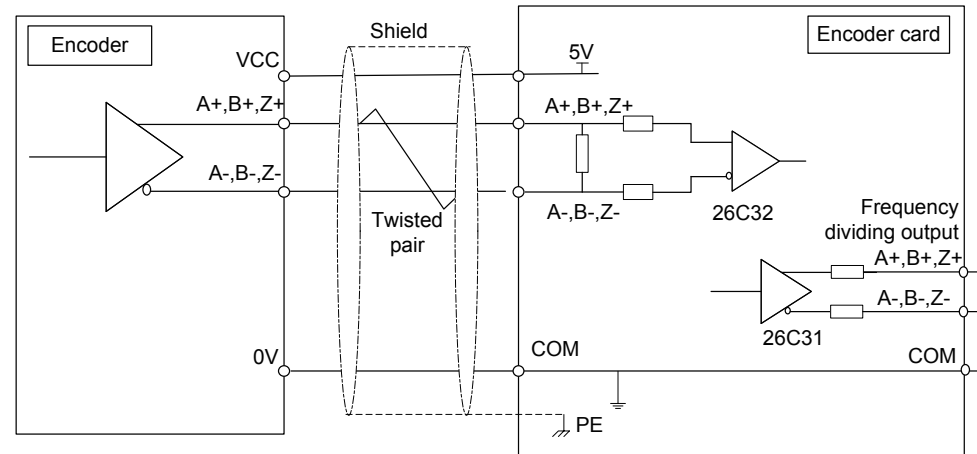 Encoder
Shield
Encoder card
VCC
5V
A+,B+,Z+
A+,B+,Z+
A-,B-,Z-
A-,B-,Z-
Twisted
pair
26C32
Frequency
dividing output
A+,B+,Z+
A-,B-,Z-
26C31
0V
COM
COM
PE